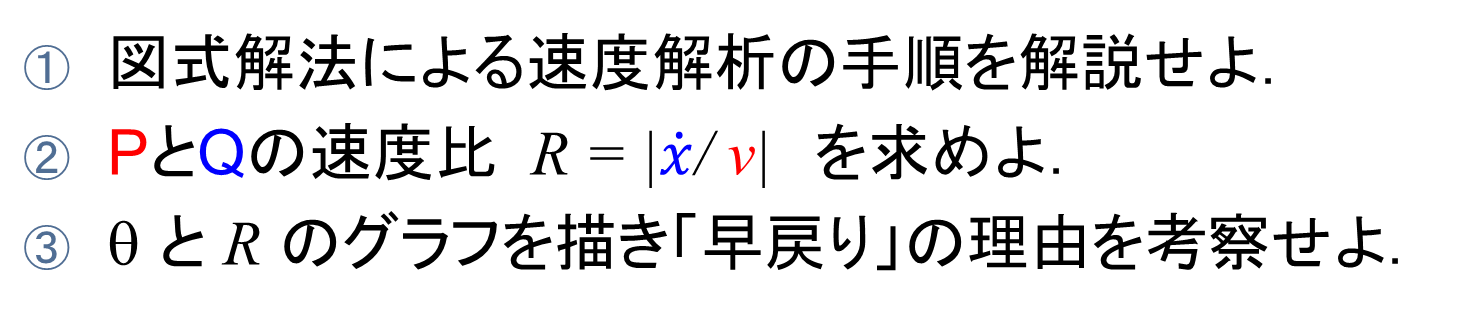 ① 図式解法による速度解析の手順を解説せよ.
② PとQの速度比 R = |ẋ/ v| を求めよ.
③ θ と R のグラフを描き「早戻り」の理由を考察せよ.